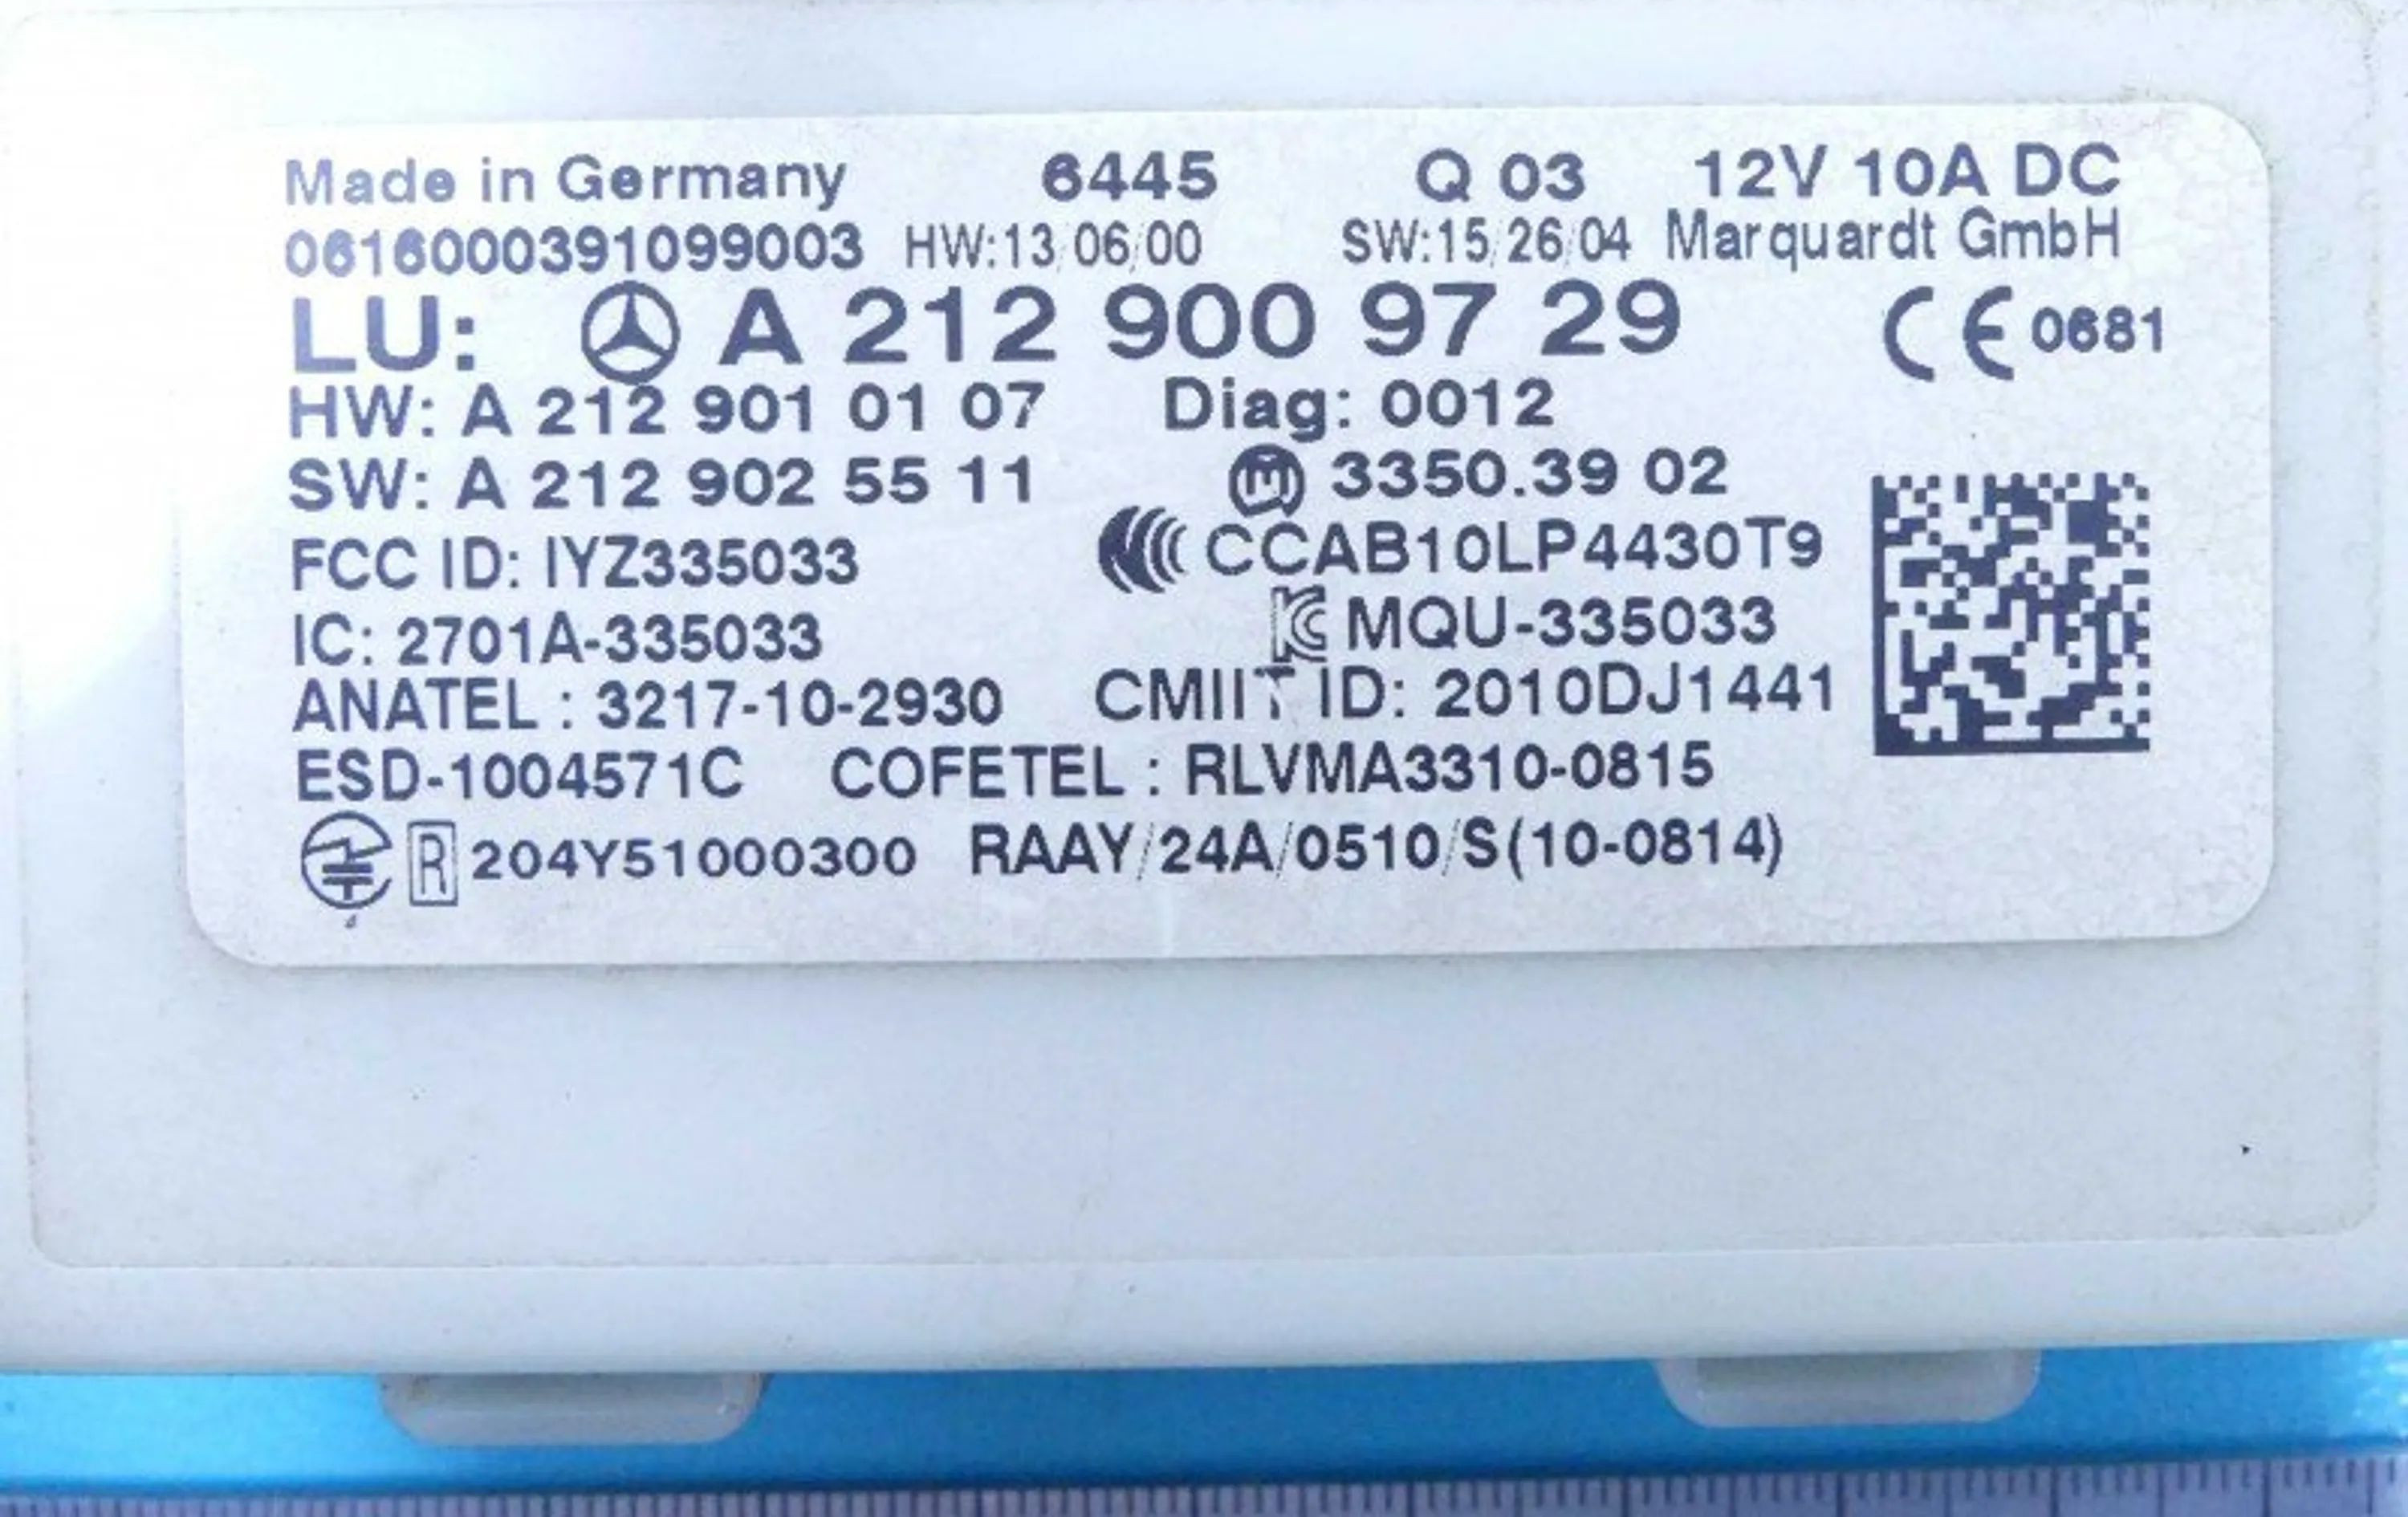 Made in Germany 6445 Q 03 12V 10A DC
0616000391099003 HW:13/06/00 SW:15/26/04 Marquardt GmbH
LU: A 212 900 97 29 CE 0681
HW: A 212 901 01 07 Diag: 0012
SW: A 212 902 55 11 M 3350.39 02
FCC ID: IYZ335033 CCAB10LP4430T9
IC: 2701A-335033 MQU-335033
ANATEL : 3217-10-2930 CMIIT ID: 2010DJ1441
ESD-1004571C COFETEL : RLVMA3310-0815
R 204Y51000300 RAAY/24A/0510/S(10-0814)